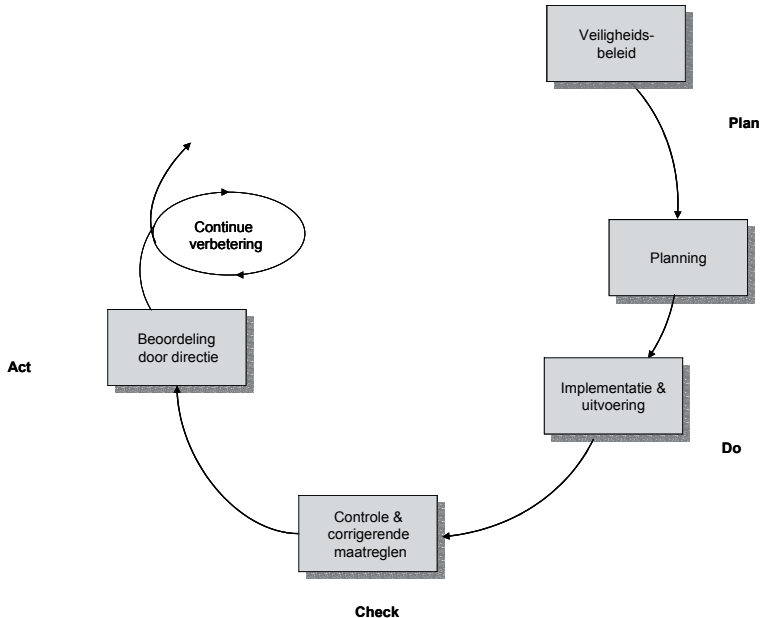 Veiligheids-
beleid
Plan
Planning
Implementatie &
uitvoering
Do
Controle &
corrigerende
maatreglen
Check
Beoordeling
door directie
Act
Continue
verbetering